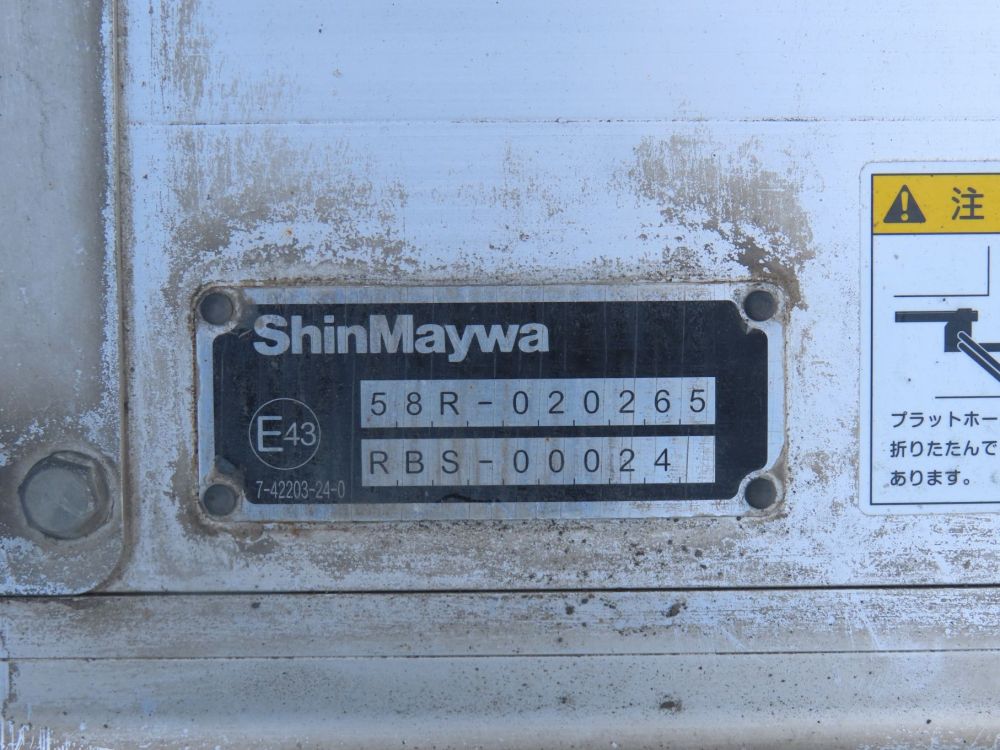 ShinMaywa
58R-020265
RBS-00024
E43
7-42203-24-0
注
プラットホー
折りたたんで
あります。